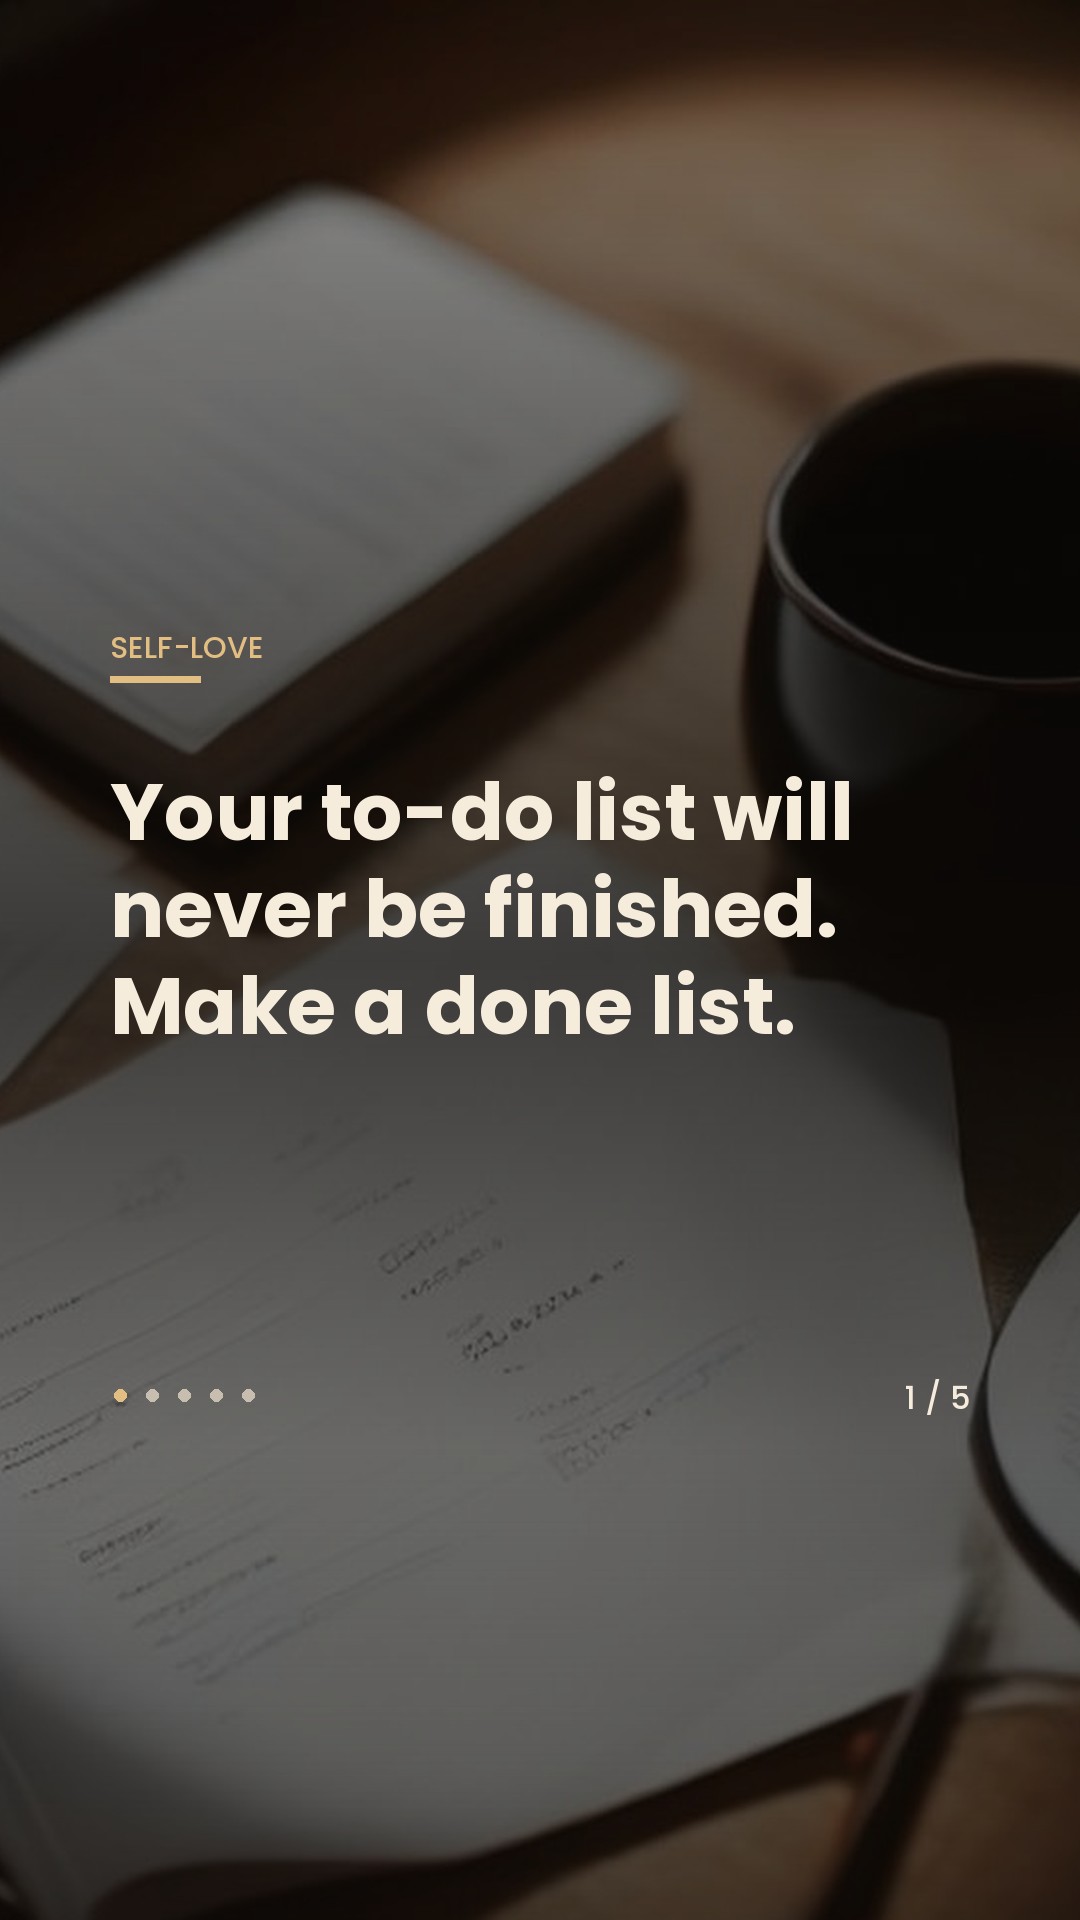 SELF-LOVE
Your to-do list will
never be finished.
Make a done list.
1 / 5